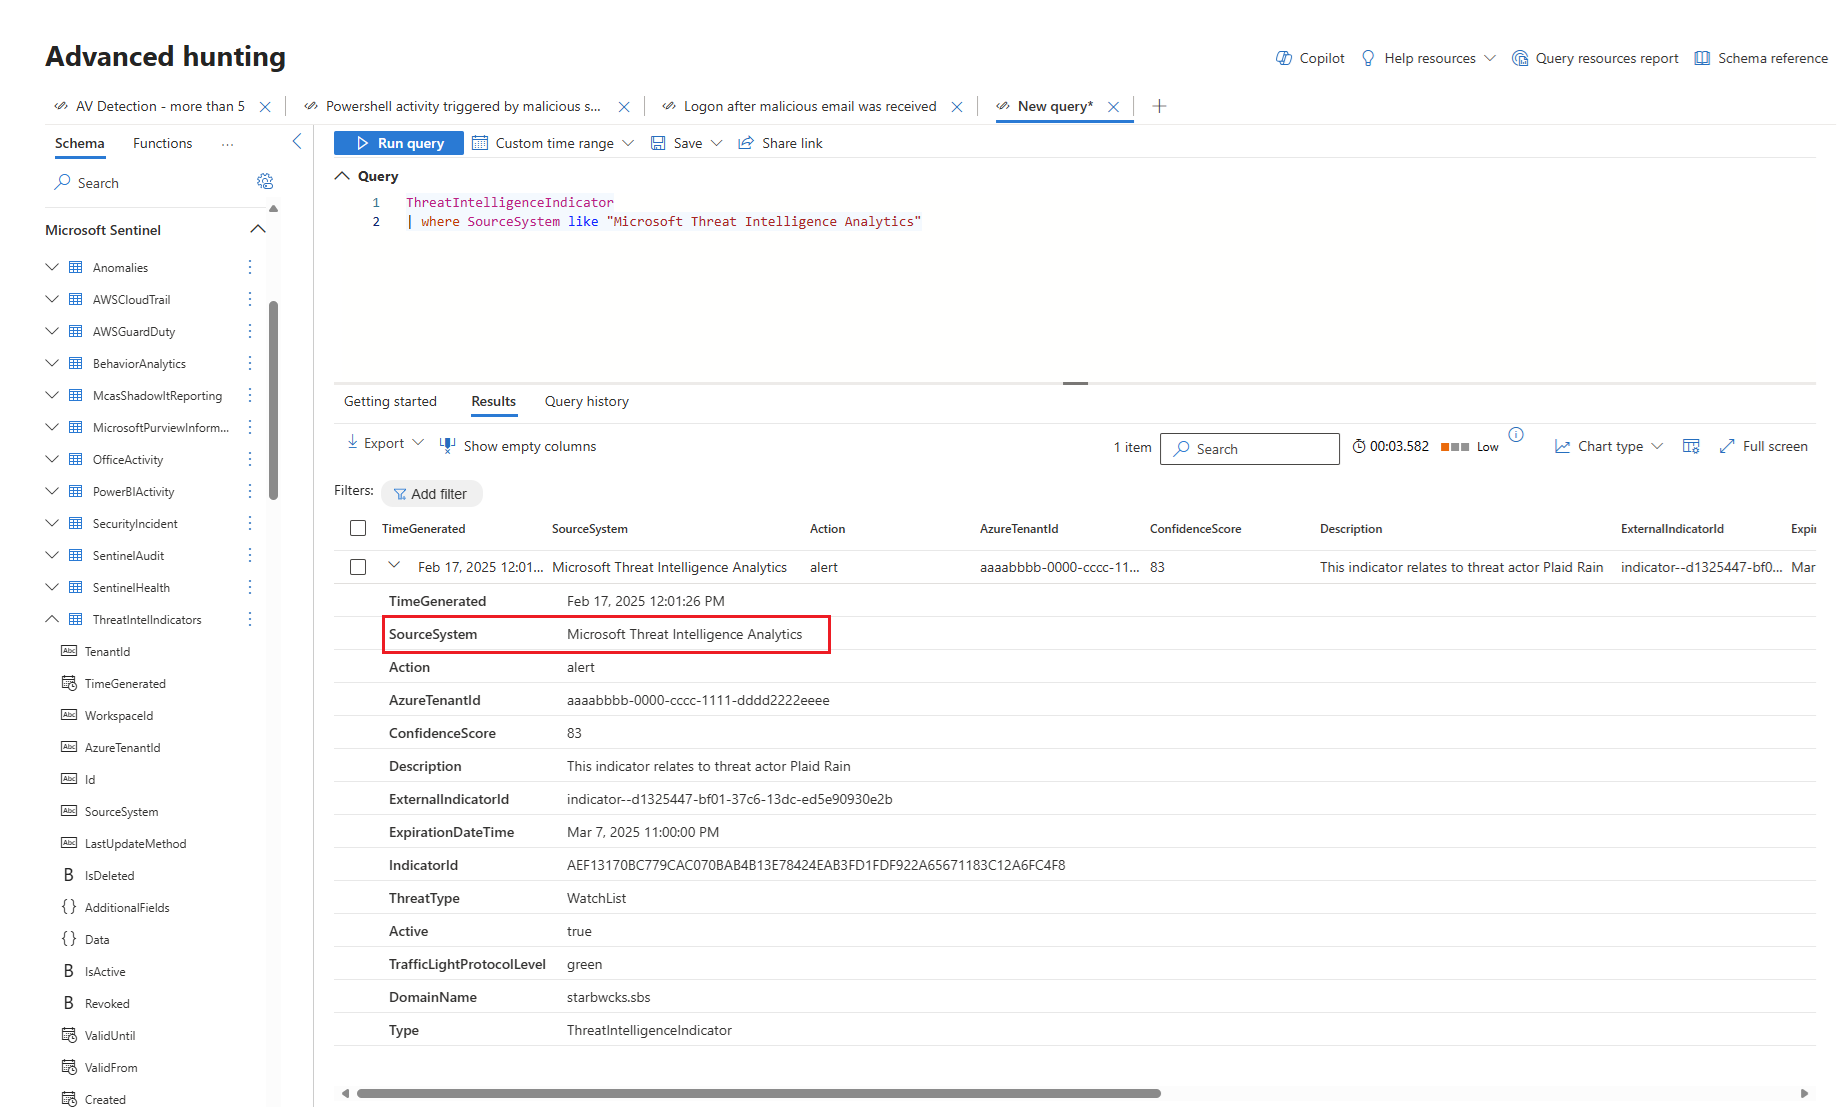 Advanced hunting
Copilot
Help resources
Query resources report
Schema reference
AV Detection - more than 5
Powershell activity triggered by malicious s...
Logon after malicious email was received
New query*
Schema
Functions
...
Search
Microsoft Sentinel
Anomalies
AWSCloudTrail
AWSGuardDuty
BehaviorAnalytics
McasShadowItReporting
MicrosoftPurviewInform...
OfficeActivity
PowerBIActivity
SecurityIncident
SentinelAudit
SentinelHealth
ThreatIntelIndicators
Abc TenantId
TimeGenerated
Abc WorkspaceId
Abc AzureTenantId
Abc Id
Abc SourceSystem
Abc LastUpdateMethod
B IsDeleted
{} AdditionalFields
{} Data
B IsActive
B Revoked
ValidUntil
ValidFrom
Created
Run query
Custom time range
Save
Share link
Query
1 ThreatIntelligenceIndicator
2 | where SourceSystem like "Microsoft Threat Intelligence Analytics"
Getting started
Results
Query history
Export
Show empty columns
1 item
Search
00:03.582
Low
Chart type
Full screen
Filters:
Add filter
TimeGenerated SourceSystem Action AzureTenantId ConfidenceScore Description ExternalIndicatorId Expir
Feb 17, 2025 12:01... Microsoft Threat Intelligence Analytics alert aaaabbbb-0000-cccc-11... 83 This indicator relates to threat actor Plaid Rain indicator--d1325447-bf0... Mar
TimeGenerated Feb 17, 2025 12:01:26 PM
SourceSystem Microsoft Threat Intelligence Analytics
Action alert
AzureTenantId aaaabbbb-0000-cccc-1111-dddd2222eeee
ConfidenceScore 83
Description This indicator relates to threat actor Plaid Rain
ExternalIndicatorId indicator--d1325447-bf01-37c6-13dc-ed5e90930e2b
ExpirationDateTime Mar 7, 2025 11:00:00 PM
IndicatorId AEF13170BC779CAC070BAB4B13E78424EAB3FD1FDF922A65671183C12A6FC4F8
ThreatType WatchList
Active true
TrafficLightProtocolLevel green
DomainName starbwcks.sbs
Type ThreatIntelligenceIndicator